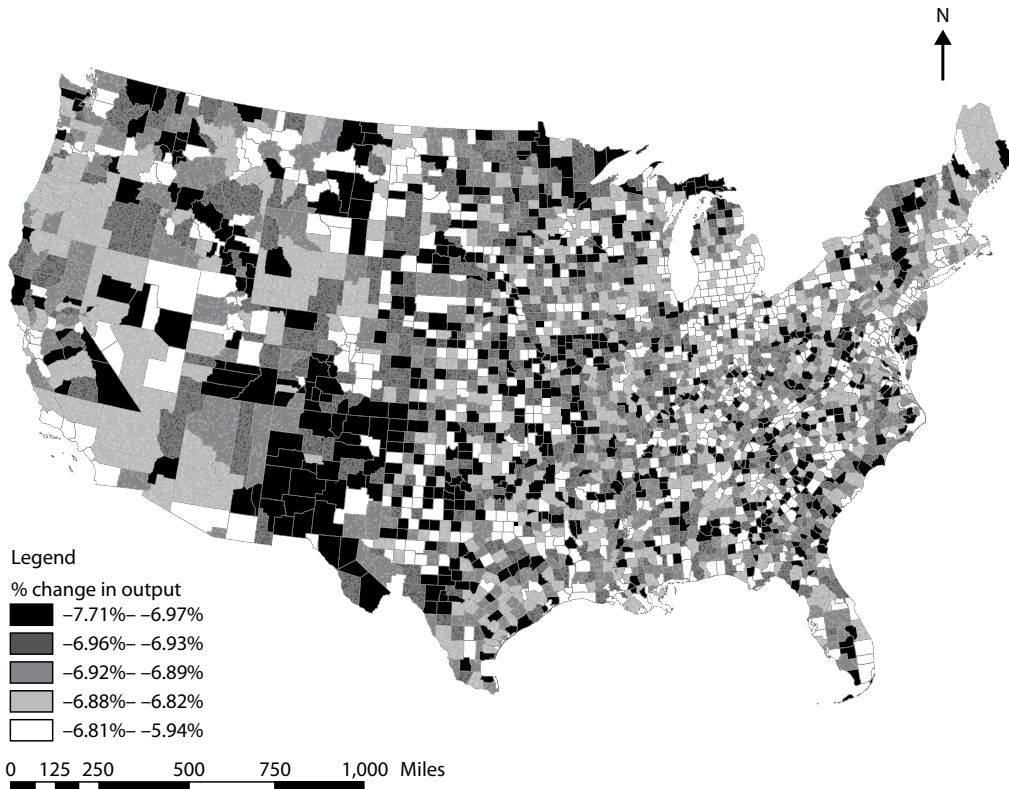 N
Legend
% change in output
–7.71%– –6.97%
–6.96%– –6.93%
–6.92%– –6.89%
–6.88%– –6.82%
–6.81%– –5.94%
0 125 250 500 750 1,000 Miles